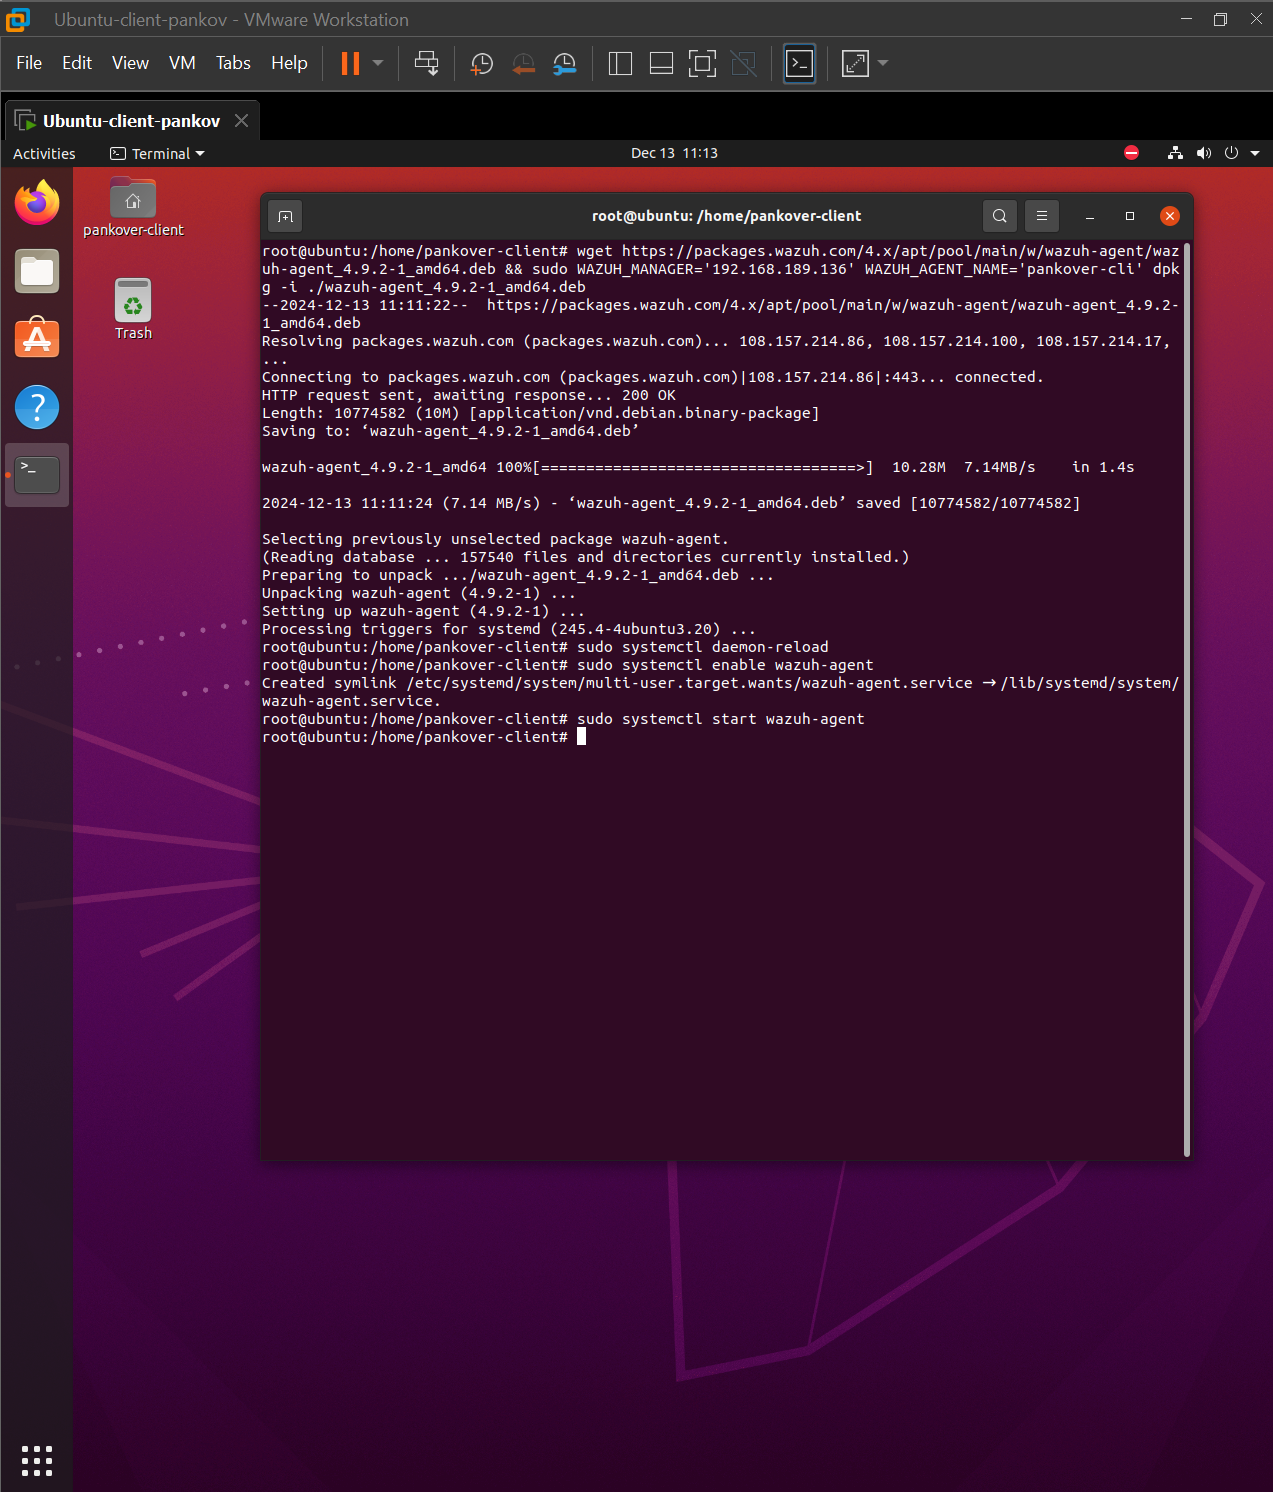 Ubuntu-client-pankov - VMware Workstation
File Edit View VM Tabs Help
Ubuntu-client-pankov
Activities Terminal Dec 13 11:13
pankover-client
Trash
root@ubuntu: /home/pankover-client
root@ubuntu:/home/pankover-client# wget https://packages.wazuh.com/4.x/apt/pool/main/w/wazuh-agent/waz
uh-agent_4.9.2-1_amd64.deb && sudo WAZUH_MANAGER='192.168.189.136' WAZUH_AGENT_NAME='pankover-cli' dpk
g -i ./wazuh-agent_4.9.2-1_amd64.deb
--2024-12-13 11:11:22--  https://packages.wazuh.com/4.x/apt/pool/main/w/wazuh-agent/wazuh-agent_4.9.2-
1_amd64.deb
Resolving packages.wazuh.com (packages.wazuh.com)... 108.157.214.86, 108.157.214.100, 108.157.214.17,
...
Connecting to packages.wazuh.com (packages.wazuh.com)|108.157.214.86|:443... connected.
HTTP request sent, awaiting response... 200 OK
Length: 10774582 (10M) [application/vnd.debian.binary-package]
Saving to: ‘wazuh-agent_4.9.2-1_amd64.deb’
wazuh-agent_4.9.2-1_amd64 100%[===================================>]  10.28M  7.14MB/s    in 1.4s
2024-12-13 11:11:24 (7.14 MB/s) - ‘wazuh-agent_4.9.2-1_amd64.deb’ saved [10774582/10774582]
Selecting previously unselected package wazuh-agent.
(Reading database ... 157540 files and directories currently installed.)
Preparing to unpack .../wazuh-agent_4.9.2-1_amd64.deb ...
Unpacking wazuh-agent (4.9.2-1) ...
Setting up wazuh-agent (4.9.2-1) ...
Processing triggers for systemd (245.4-4ubuntu3.20) ...
root@ubuntu:/home/pankover-client# sudo systemctl daemon-reload
root@ubuntu:/home/pankover-client# sudo systemctl enable wazuh-agent
Created symlink /etc/systemd/system/multi-user.target.wants/wazuh-agent.service → /lib/systemd/system/
wazuh-agent.service.
root@ubuntu:/home/pankover-client# sudo systemctl start wazuh-agent
root@ubuntu:/home/pankover-client#